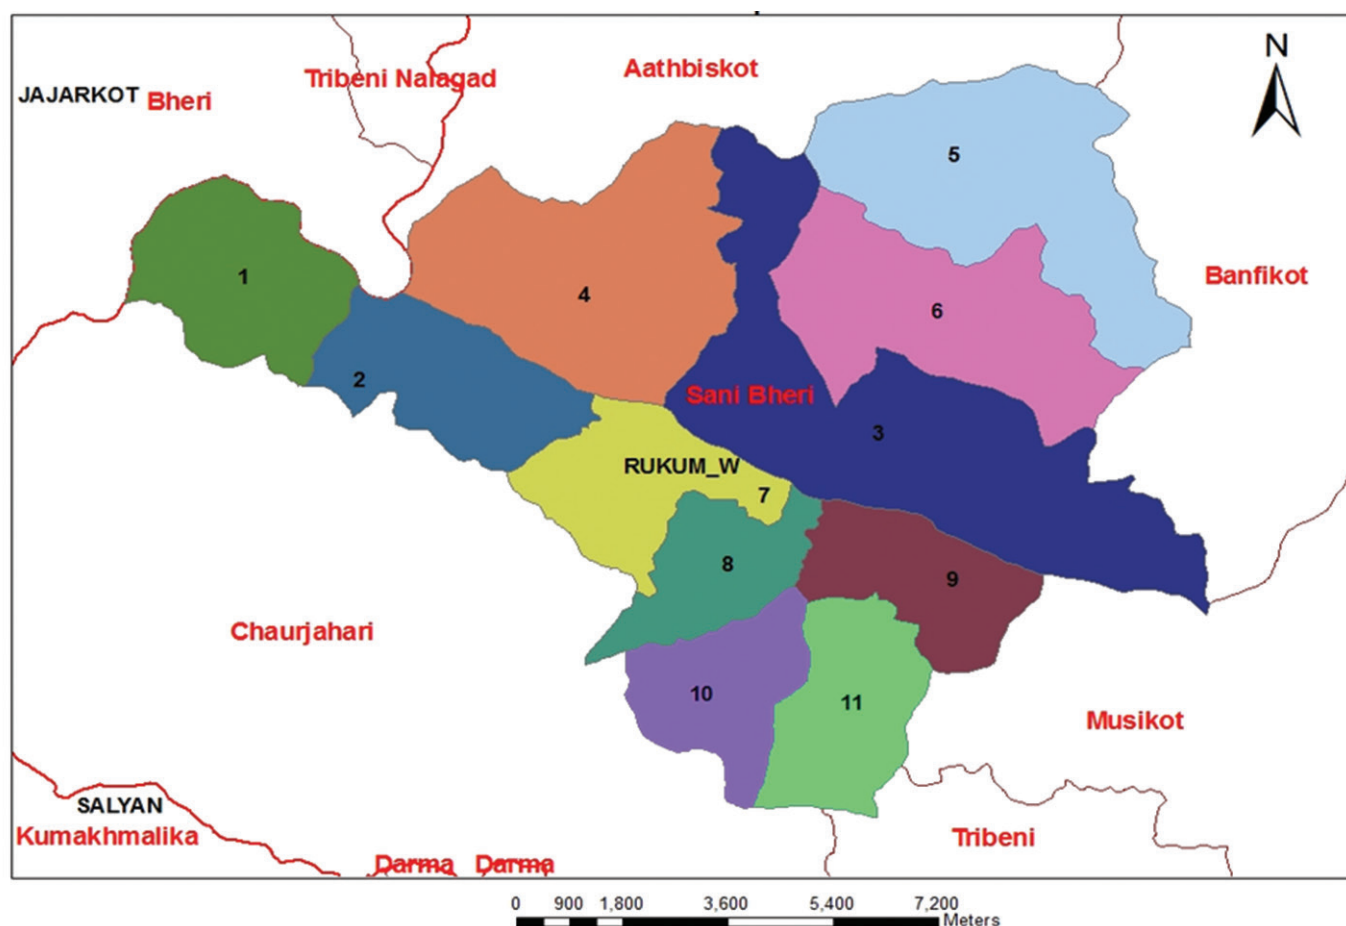 N
Aathbiskot
Tribeni Nalagad
JAJARKOT Bheri
5
1
4
6
Banfikot
2
Sani Bheri
3
RUKUM_W
7
8
9
Chaurjahari
10
11
Musikot
SALYAN
Kumakhmalika
Tribeni
Darma Darma
0 900 1,800 3,600 5,400 7,200
Meters